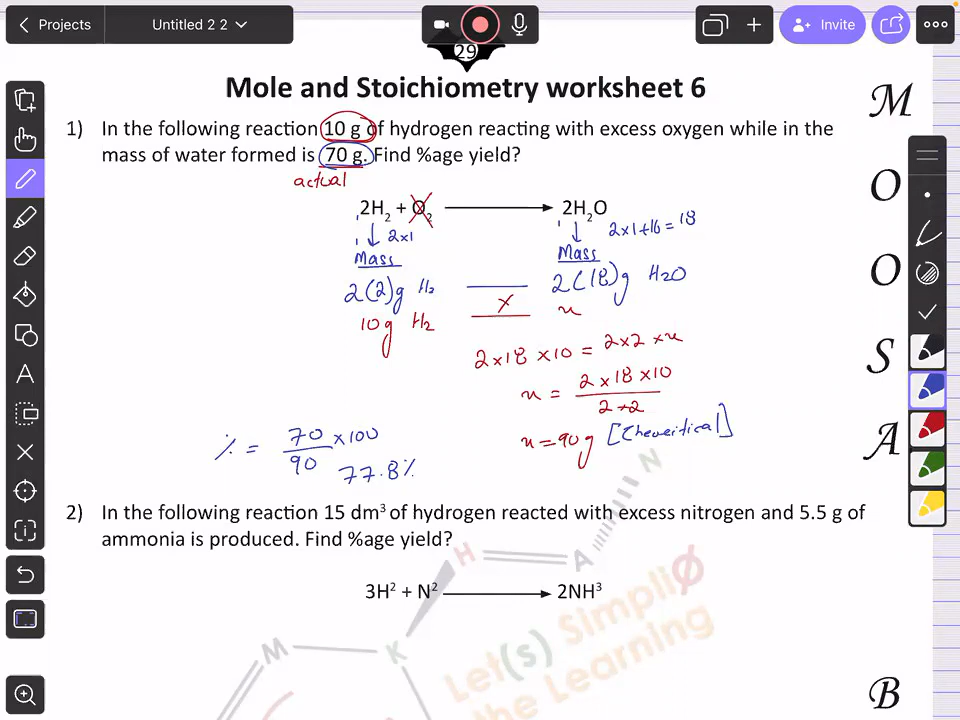 Projects
Untitled 2 2
Invite
29
Mole and Stoichiometry worksheet 6
1) In the following reaction 10 g of hydrogen reacting with excess oxygen while in the
mass of water formed is 70 g. Find %age yield?
actual
2H₂ + O₂ ⟶ 2H₂O
2×1
2×1+16=18
Mass
Mass
2(2)g H₂ 2(18)g H₂O
10g H₂ x
2×18×10 = 2×2×x
x = 2×18×10
2×2
x=90g [Theoritical]
% = 70 ×100
90
77.8%
2) In the following reaction 15 dm³ of hydrogen reacted with excess nitrogen and 5.5 g of
ammonia is produced. Find %age yield?
3H² + N² ⟶ 2NH³
M
O
O
S
A
B
M
K
H
A
N
Let(s) SimpliØ
the Learning